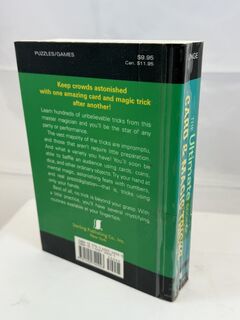 PUZZLES/GAMES
$9.95
Can. $11.95
Keep crowds astonished
with one amazing card and magic trick
after another!
Learn hundreds of unbelievable tricks from this
master magician and you'll be the star of any
party or performance.
The vast majority of the tricks are impromptu,
and those that aren't require little preparation.
And what a variety you have! You'll soon be
able to baffle an audience using cards, coins,
dice, and other ordinary objects. Try your hand at
mental magic, astonishing feats with numbers,
and real prestidigitation—that is, tricks using
only your hands.
Best of all, no trick is beyond your grasp. With
a little practice, you'll have several mystifying
routines available at your fingertips.
Sterling Publishing Co., Inc.
New York